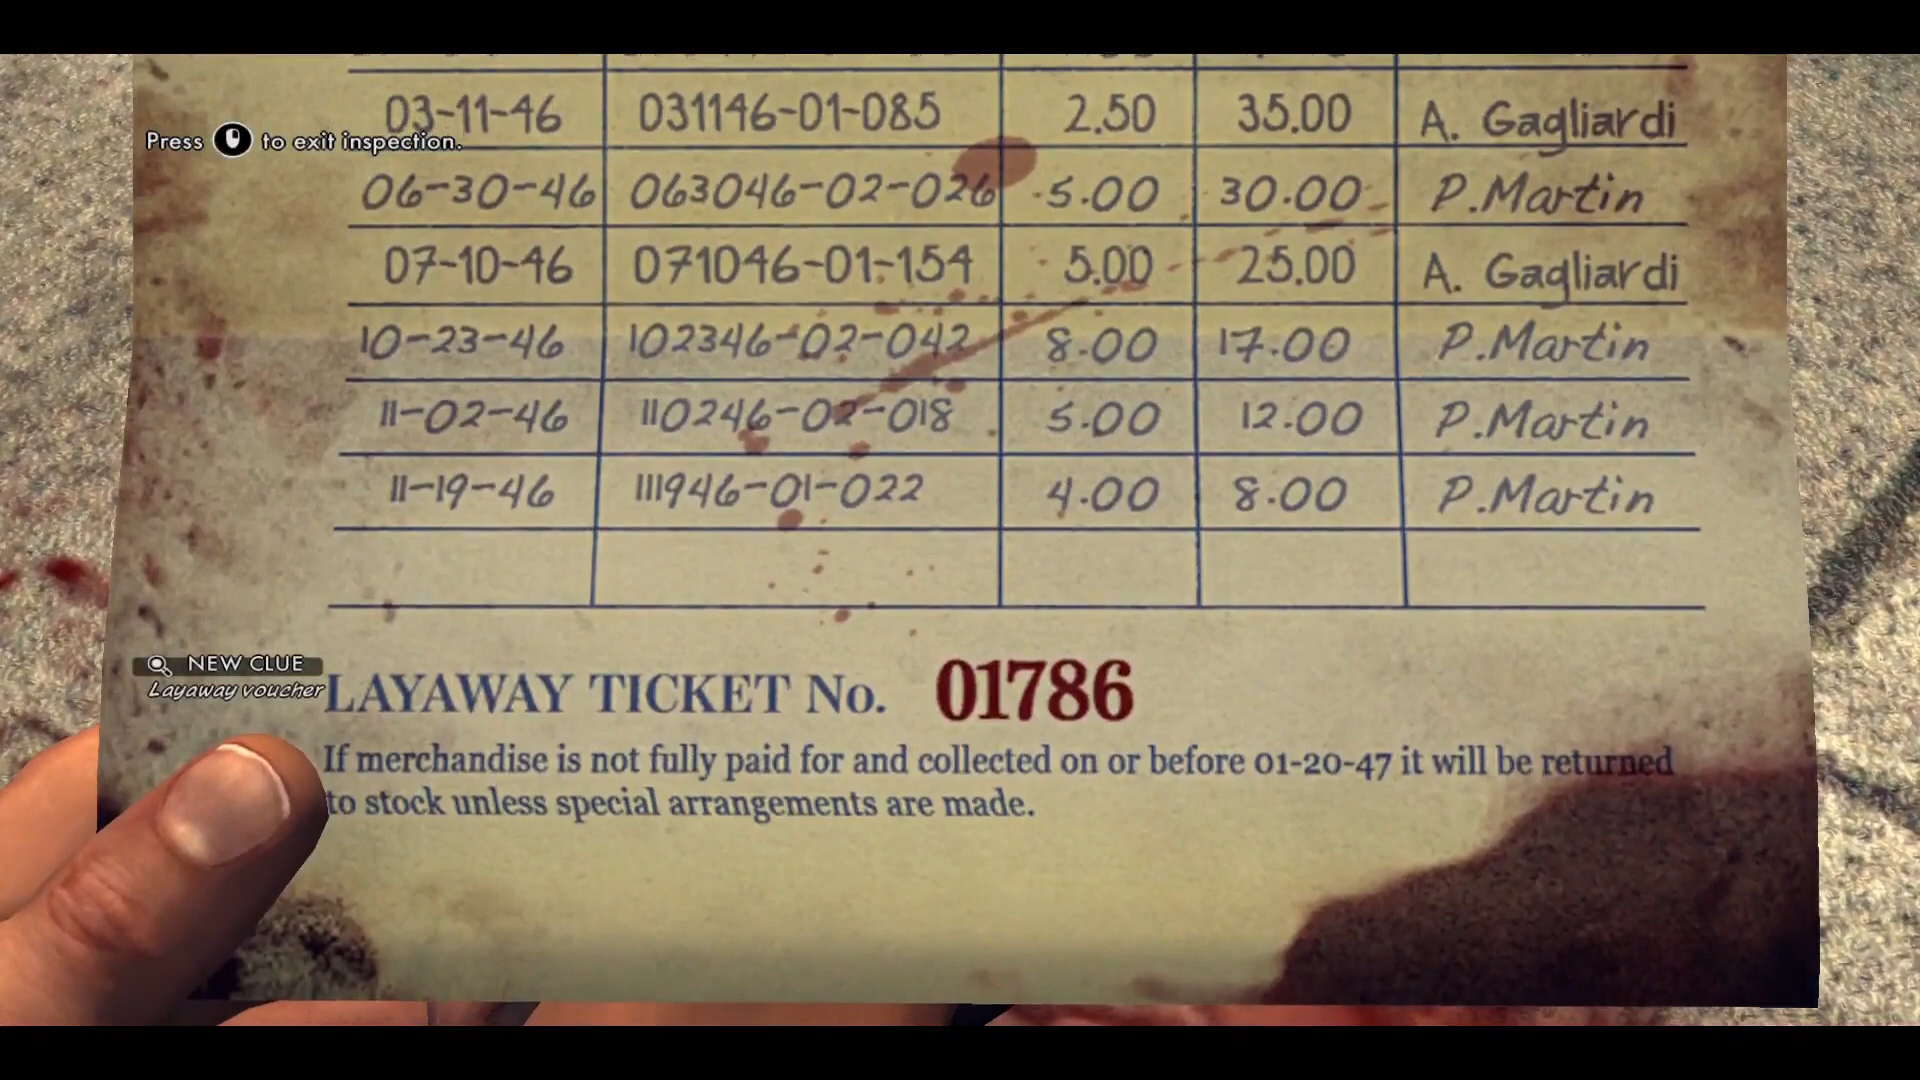 03-11-46 031146-01-085 2.50 35.00 A. Gagliardi
Press to exit inspection.
06-30-46 063046-02-026 5.00 30.00 P.Martin
07-10-46 071046-01-154 5.00 25.00 A. Gagliardi
10-23-46 102346-02-042 8.00 17.00 P.Martin
11-02-46 110246-02-018 5.00 12.00 P.Martin
11-19-46 111946-01-022 4.00 8.00 P.Martin
NEW CLUE
Layaway voucher
LAYAWAY TICKET No. 01786
If merchandise is not fully paid for and collected on or before 01-20-47 it will be returned
to stock unless special arrangements are made.